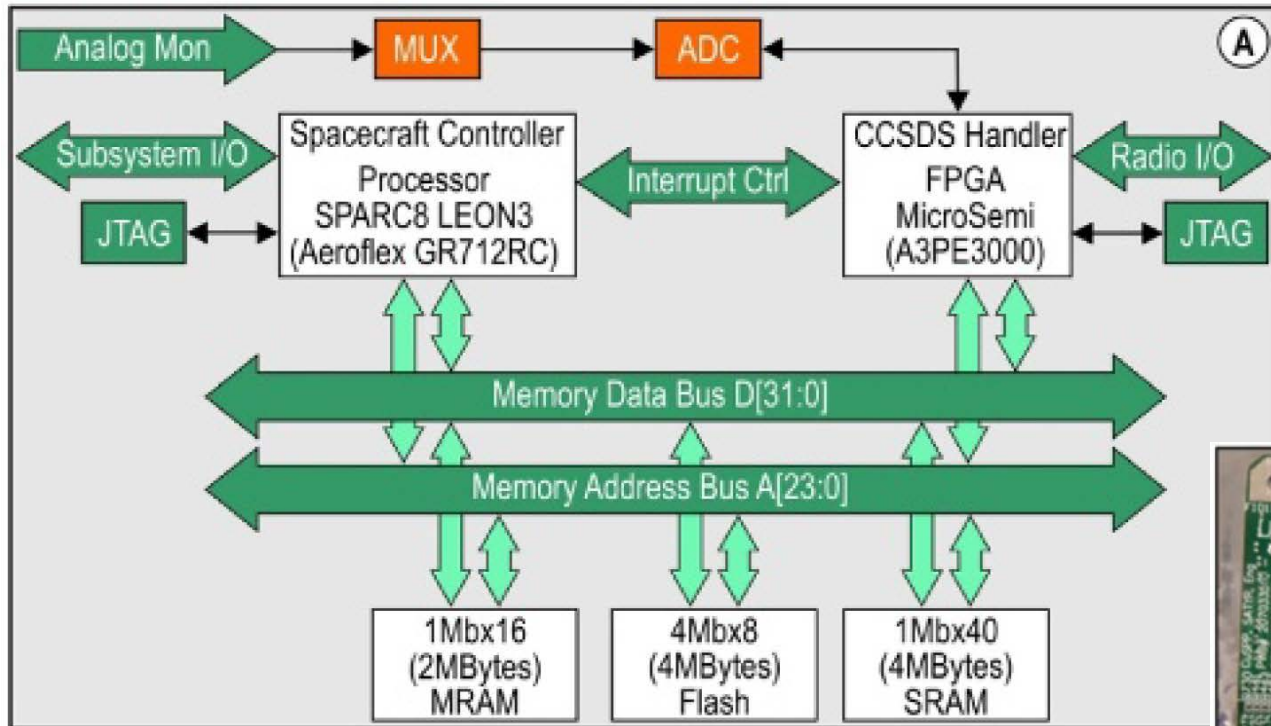 Analog Mon
MUX
ADC
A
Subsystem I/O
Spacecraft Controller
Processor
SPARC8 LEON3
(Aeroflex GR712RC)
Interrupt Ctrl
CCSDS Handler
FPGA
MicroSemi
(A3PE3000)
Radio I/O
JTAG
JTAG
Memory Data Bus D[31:0]
Memory Address Bus A[23:0]
1Mbx16
(2MBytes)
MRAM
4Mbx8
(4MBytes)
Flash
1Mbx40
(4MBytes)
SRAM